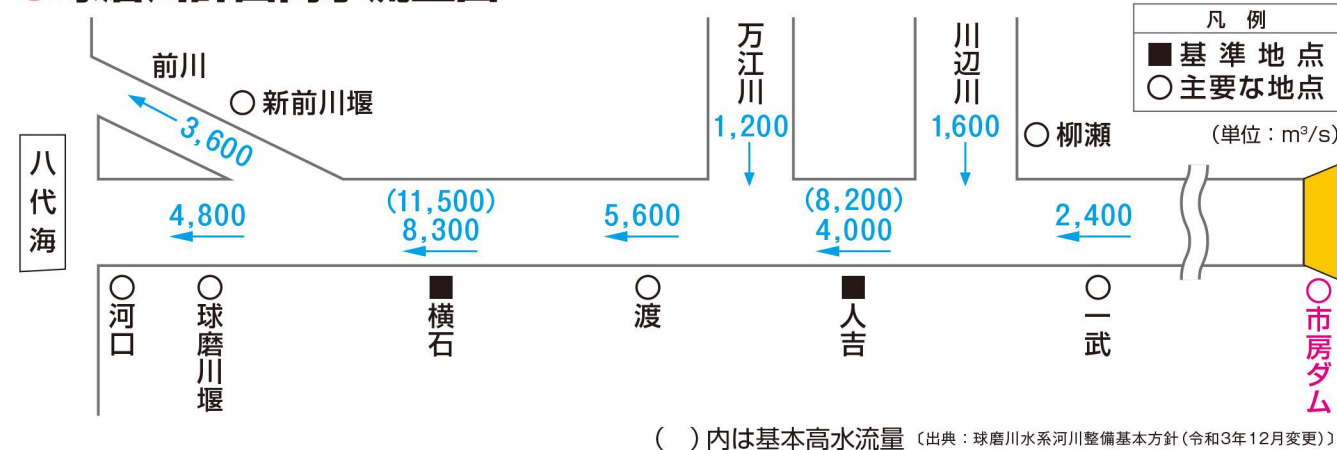 凡 例
■基 準 地 点
○主要な地点
(単位：m³/s)
前川
○新前川堰
3,600
万江川
1,200
川辺川
1,600
○柳瀬
八代海
4,800
(11,500)
8,300
5,600
(8,200)
4,000
2,400
○河口
○球磨川堰
■横石
○渡
■人吉
○一武
○市房ダム
(　)内は基本高水流量〔出典：球磨川水系河川整備基本方針(令和3年12月変更)〕